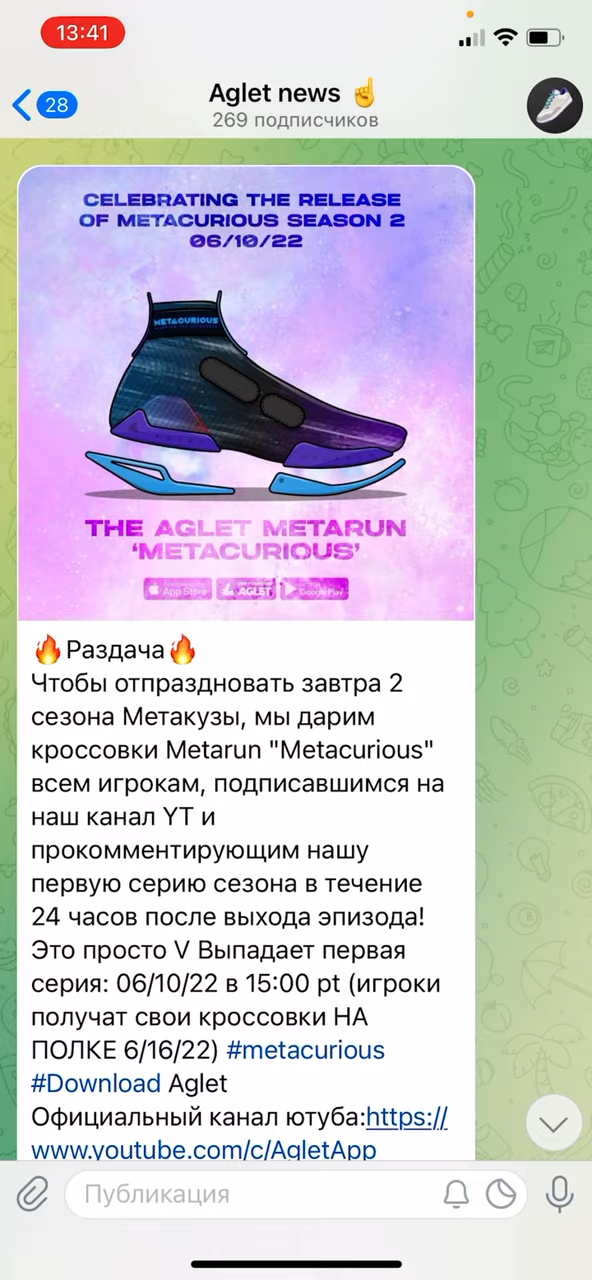 13:41
28
Aglet news ☝️
269 подписчиков
CELEBRATING THE RELEASE
OF METACURIOUS SEASON 2
06/10/22
METACURIOUS
THE AGLET METARUN
'METACURIOUS'
App Store
AGLET
Google Play
🔥Раздача🔥
Чтобы отпраздновать завтра 2
сезона Метакузы, мы дарим
кроссовки Metarun "Metacurious"
всем игрокам, подписавшимся на
наш канал YT и
прокомментирующим нашу
первую серию сезона в течение
24 часов после выхода эпизода!
Это просто V Выпадает первая
серия: 06/10/22 в 15:00 pt (игроки
получат свои кроссовки НА
ПОЛКЕ 6/16/22) #metacurious
#Download Aglet
Официальный канал ютуба:https://
www.youtube.com/c/AgletApp
Публикация